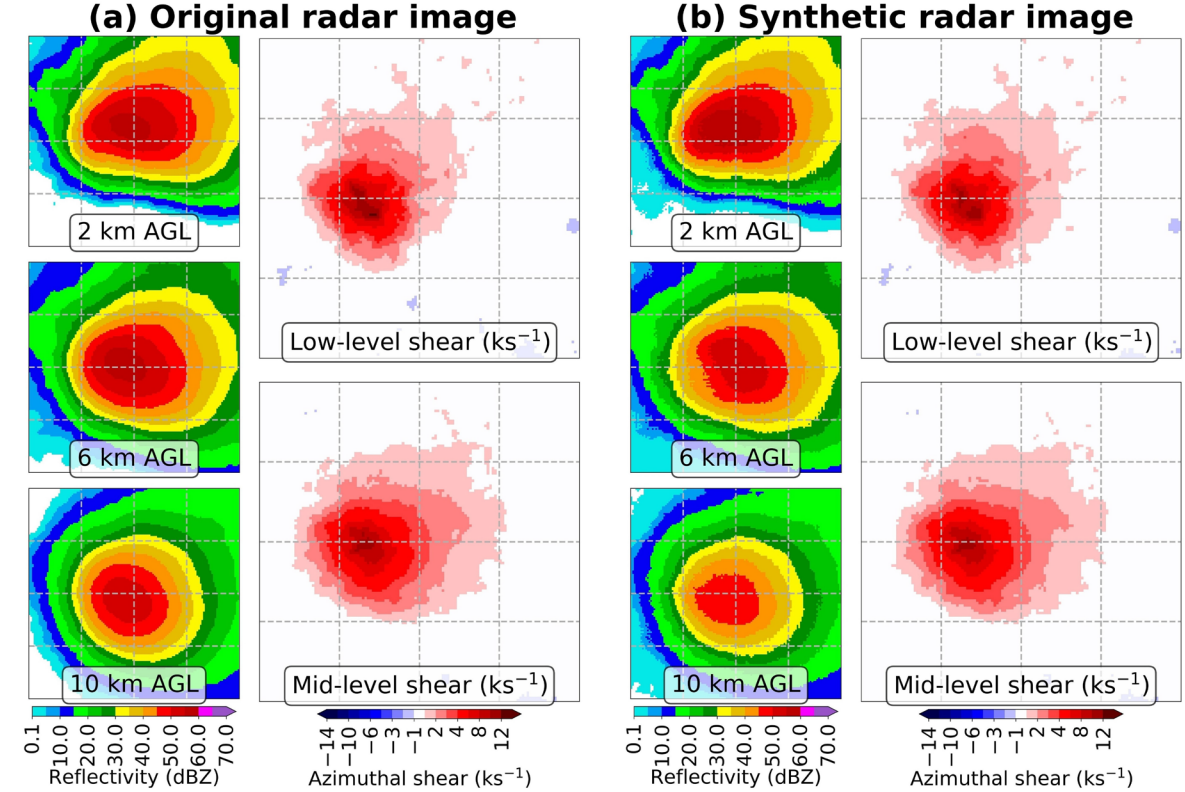 (a) Original radar image
2 km AGL
Low-level shear (ks⁻¹)
6 km AGL
10 km AGL
Mid-level shear (ks⁻¹)
0.1 10.0 20.0 30.0 40.0 50.0 60.0 70.0
Reflectivity (dBZ)
−14 −10 −6 −3 −1 2 4 8 12
Azimuthal shear (ks⁻¹)
(b) Synthetic radar image
2 km AGL
Low-level shear (ks⁻¹)
6 km AGL
10 km AGL
Mid-level shear (ks⁻¹)
0.1 10.0 20.0 30.0 40.0 50.0 60.0 70.0
Reflectivity (dBZ)
−14 −10 −6 −3 −1 2 4 8 12
Azimuthal shear (ks⁻¹)